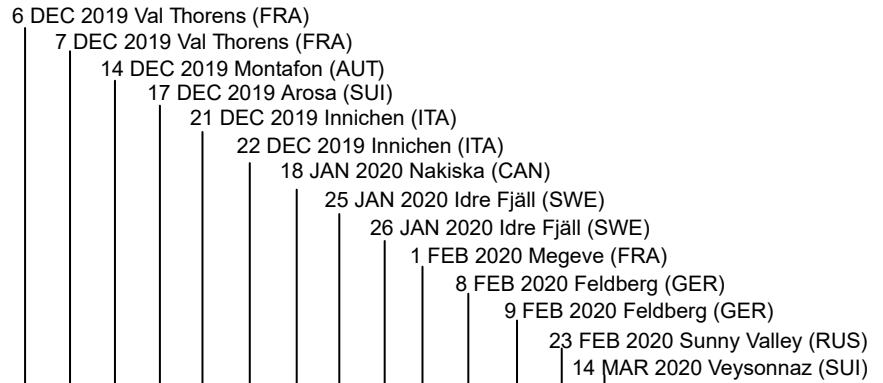 6 DEC 2019 Val Thorens (FRA)
7 DEC 2019 Val Thorens (FRA)
14 DEC 2019 Montafon (AUT)
17 DEC 2019 Arosa (SUI)
21 DEC 2019 Innichen (ITA)
22 DEC 2019 Innichen (ITA)
18 JAN 2020 Nakiska (CAN)
25 JAN 2020 Idre Fjäll (SWE)
26 JAN 2020 Idre Fjäll (SWE)
1 FEB 2020 Megeve (FRA)
8 FEB 2020 Feldberg (GER)
9 FEB 2020 Feldberg (GER)
23 FEB 2020 Sunny Valley (RUS)
14 MAR 2020 Veysonnaz (SUI)